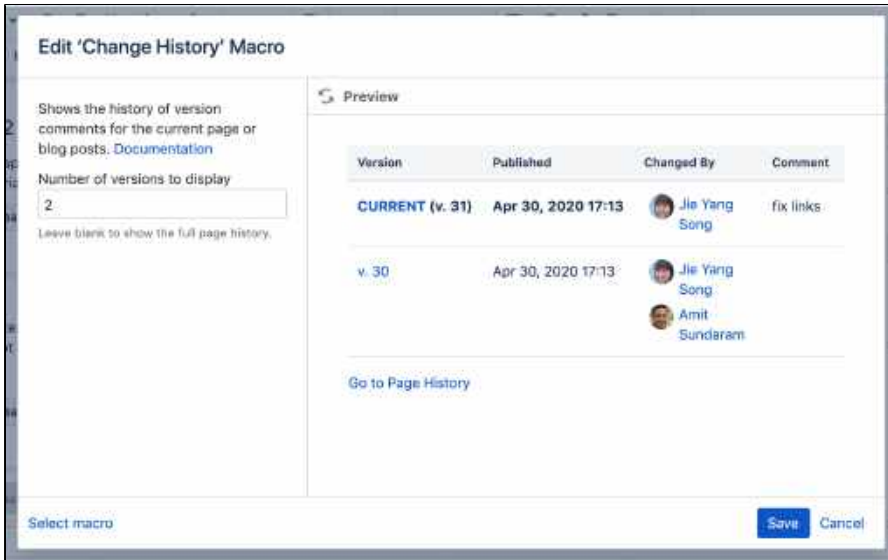 Edit 'Change History' Macro
Shows the history of version
comments for the current page or
blog posts. Documentation
Number of versions to display
2
Leave blank to show the full page history.
Preview
Version Published Changed By Comment
CURRENT (v. 31) Apr 30, 2020 17:13 Jie Yang fix links
Song
v. 30 Apr 30, 2020 17:13 Jie Yang
Song
Amit
Sundaram
Go to Page History
Select macro
Save Cancel